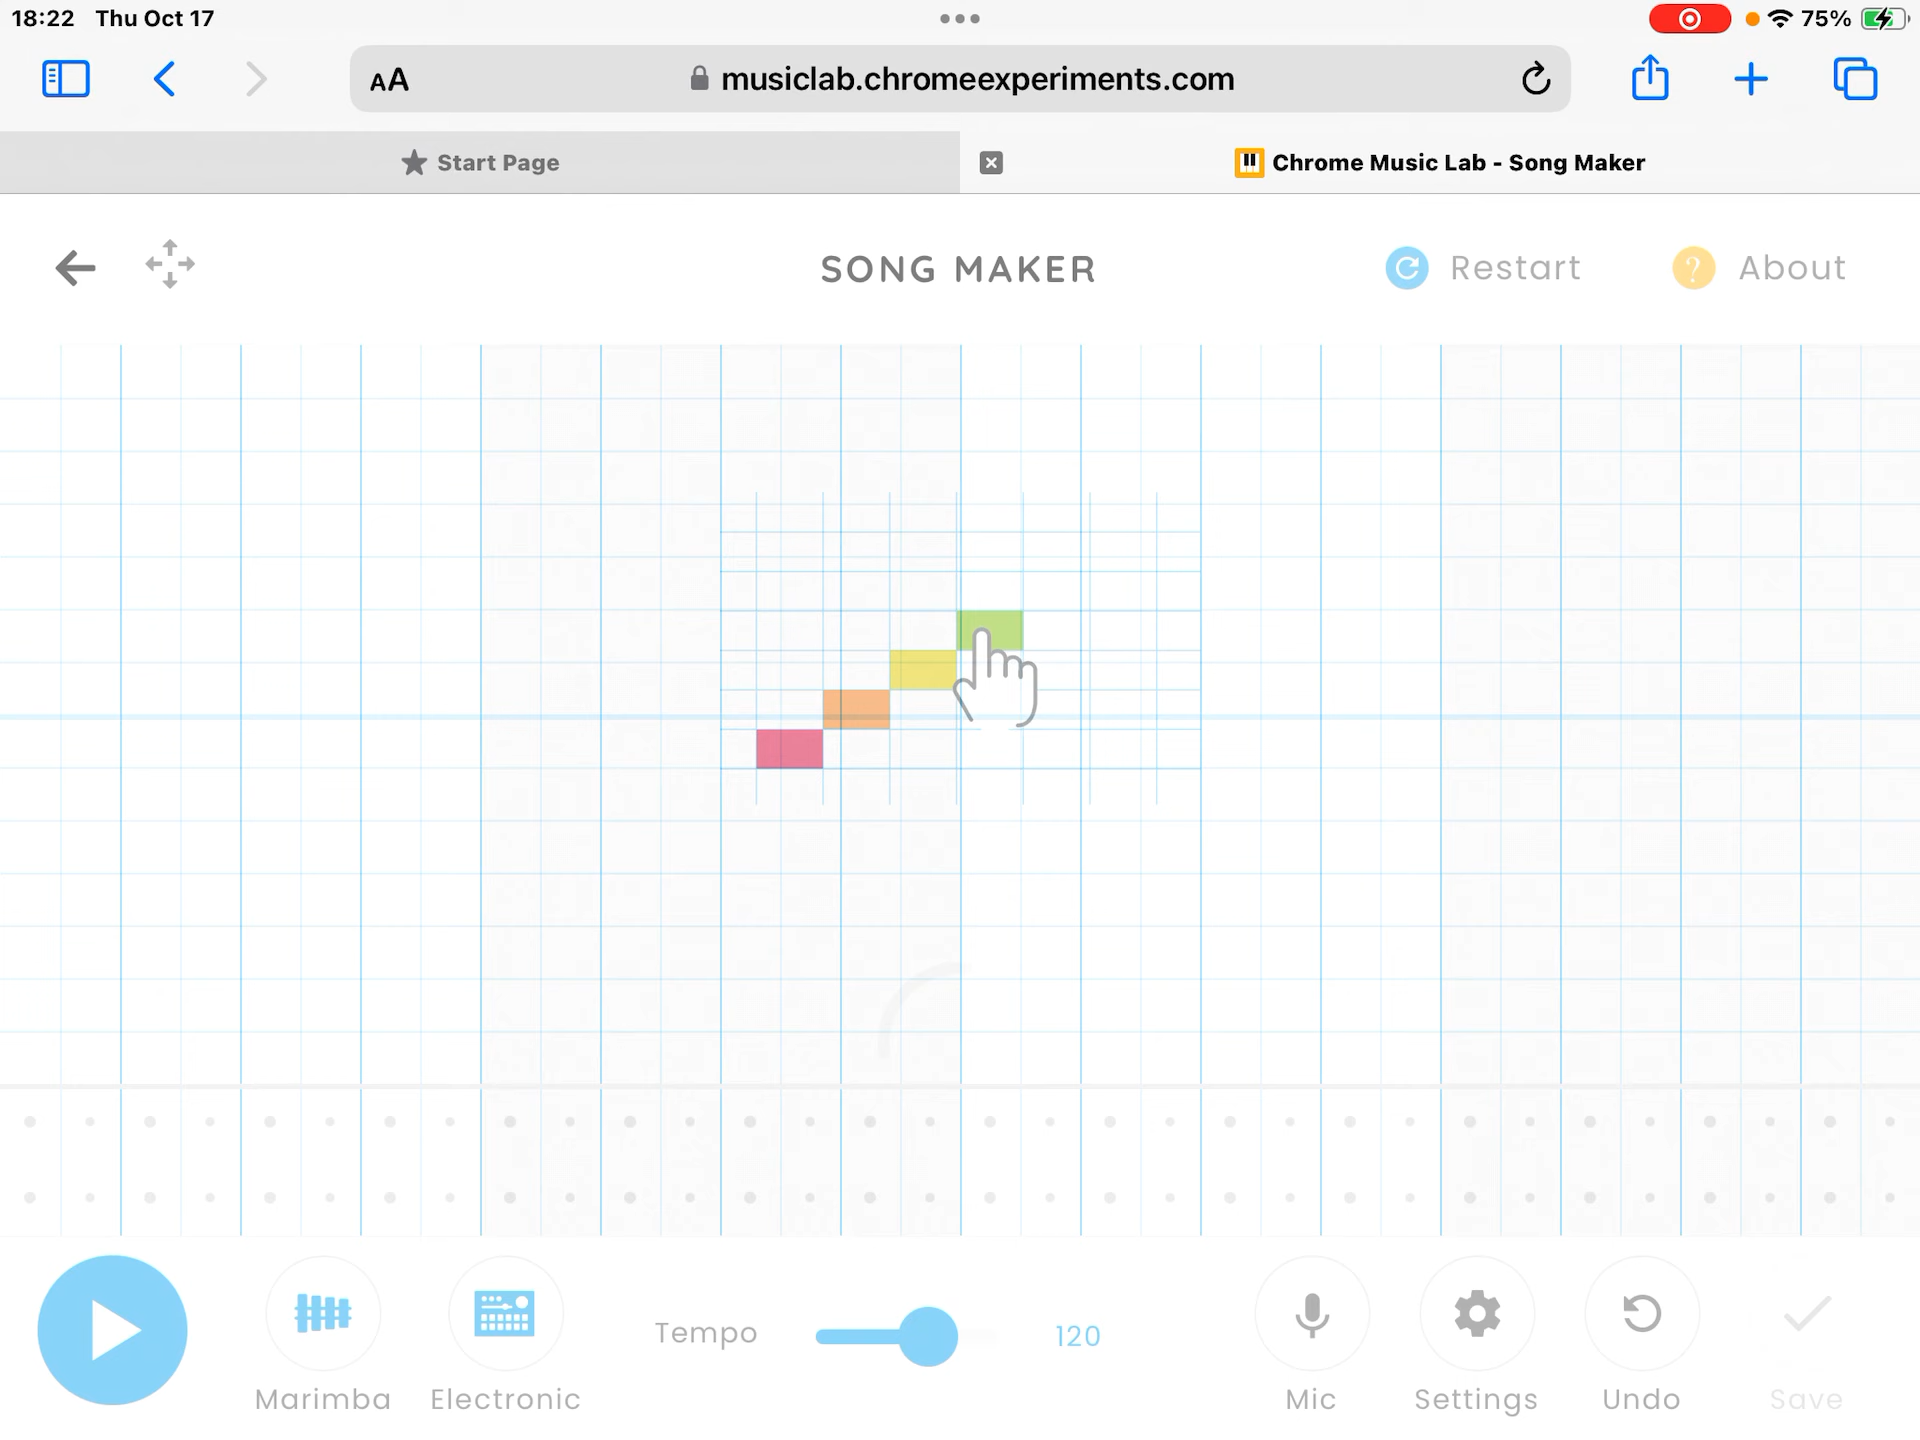 18:22 Thu Oct 17
75%
AA musiclab.chromeexperiments.com
Start Page
Chrome Music Lab - Song Maker
SONG MAKER
Restart
? About
Tempo
120
Marimba
Electronic
Mic
Settings
Undo
Save